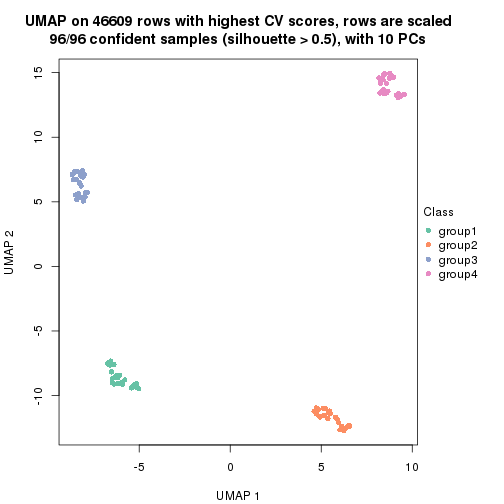 UMAP on 46609 rows with highest CV scores, rows are scaled
96/96 confident samples (silhouette > 0.5), with 10 PCs
15
10
5
0
-5
-10
UMAP 2
-5
0
5
10
UMAP 1
Class
group1
group2
group3
group4